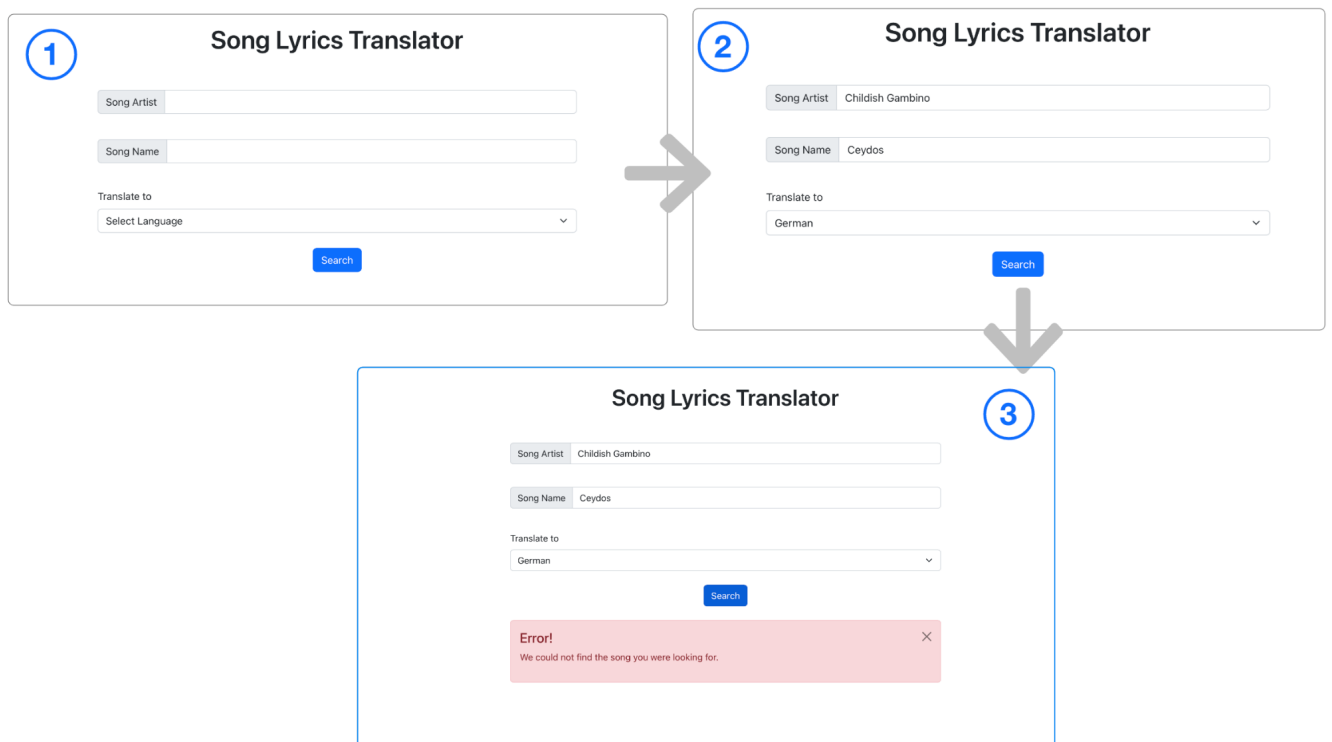 1
Song Lyrics Translator
Song Artist
Song Name
Translate to
Select Language
Search
2
Song Lyrics Translator
Song Artist Childish Gambino
Song Name Ceydos
Translate to
German
Search
3
Song Lyrics Translator
Song Artist Childish Gambino
Song Name Ceydos
Translate to
German
Search
Error!
We could not find the song you were looking for.